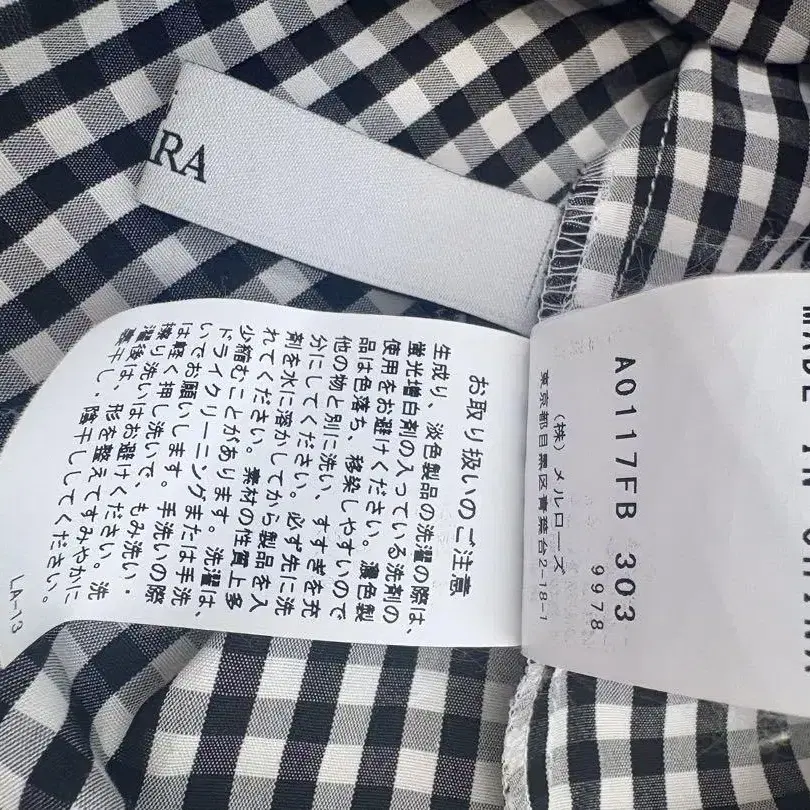 お取り扱いのご注意
生成り、淡色製品の洗濯の際は、
蛍光増白剤の入っている洗剤の
使用をお避けください。濃色製
品は色落ち、移染しやすいので
他の物と別に洗い、すすぎを充
分にしてください。必ず先に洗
剤を水に溶かしてから製品を入
れてください。素材の性質上多
少縮むことがあります。洗濯は、
ドライクリーニングまたは手洗
いでお願いします。手洗いの際
は軽く押し洗いで、もみ洗い・
擦り洗いはお避けください。洗
濯後は、形を整えてすみやかに
裏干し・陰干ししてください。
LA-13
MADE IN CHINA
A0117FB 303
9978
(株) メルローズ
東京都目黒区青葉台2-18-1